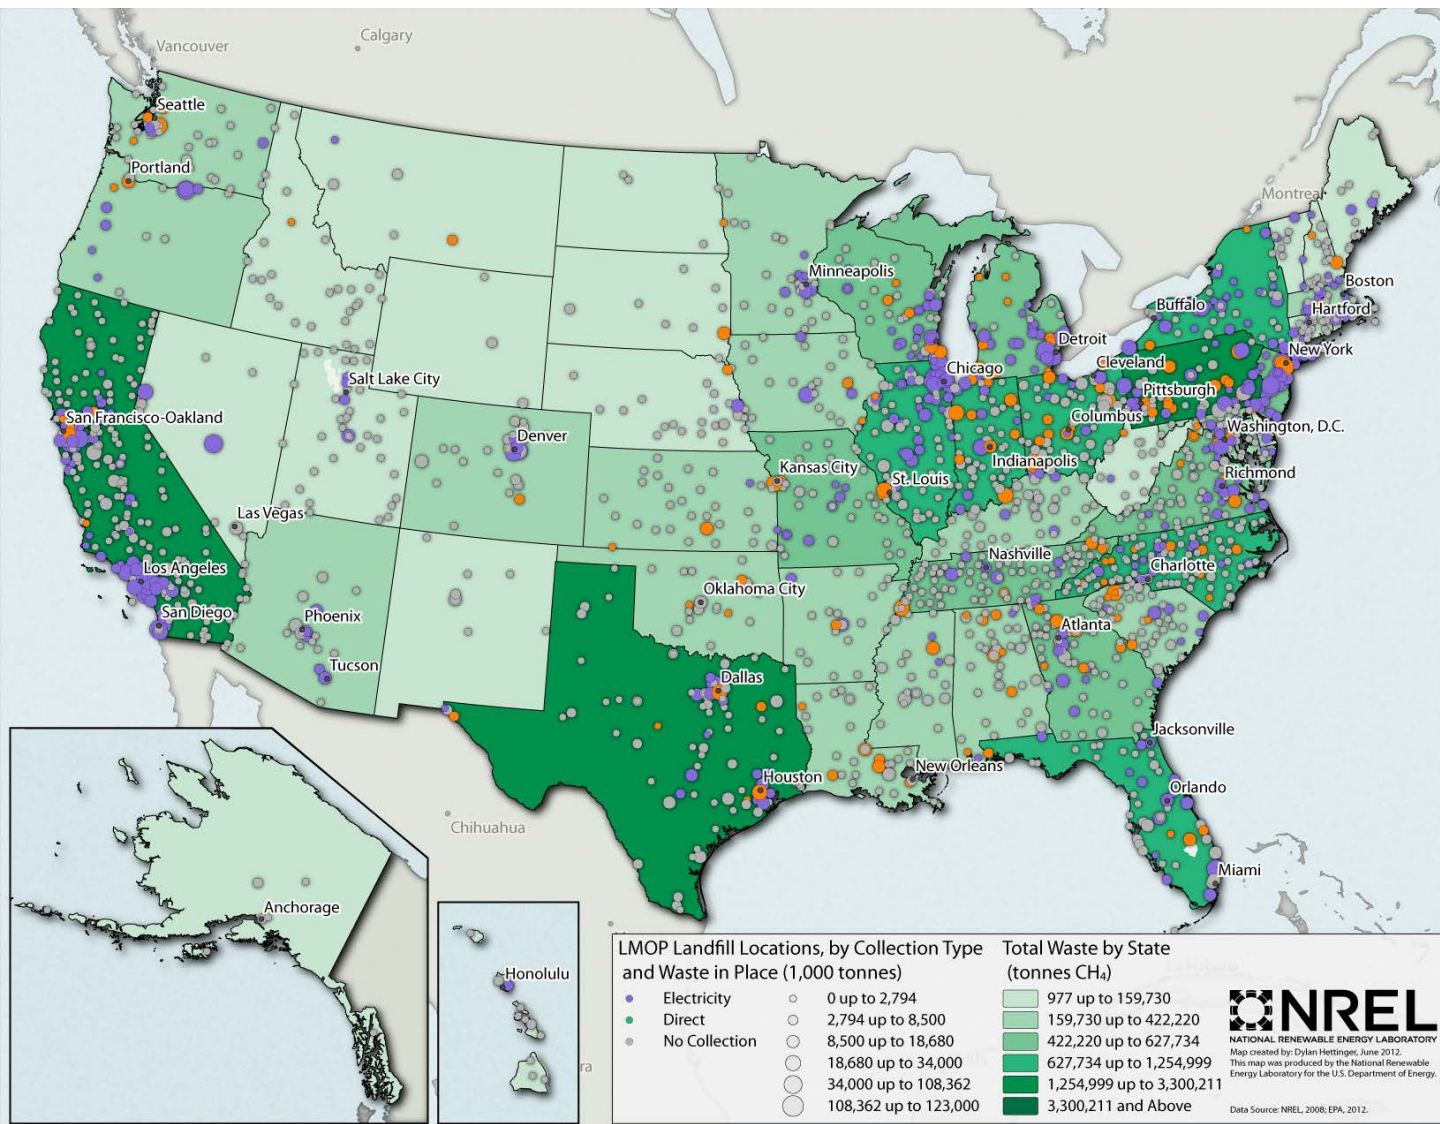 Vancouver
Calgary
Seattle
Portland
Montreal
Minneapolis
Boston
Buffalo
Hartford
Detroit
New York
Cleveland
Chicago
Salt Lake City
Pittsburgh
San Francisco-Oakland
Columbus
Washington, D.C.
Denver
Indianapolis
Kansas City
Richmond
St. Louis
Las Vegas
Nashville
Charlotte
Los Angeles
Oklahoma City
San Diego
Phoenix
Atlanta
Tucson
Dallas
Jacksonville
New Orleans
Houston
Orlando
Chihuahua
Miami
Anchorage
Honolulu
LMOP Landfill Locations, by Collection Type
and Waste in Place (1,000 tonnes)
Electricity
Direct
No Collection
0 up to 2,794
2,794 up to 8,500
8,500 up to 18,680
18,680 up to 34,000
34,000 up to 108,362
108,362 up to 123,000
Total Waste by State
(tonnes CH₄)
977 up to 159,730
159,730 up to 422,220
422,220 up to 627,734
627,734 up to 1,254,999
1,254,999 up to 3,300,211
3,300,211 and Above
NREL
NATIONAL RENEWABLE ENERGY LABORATORY
Map created by: Dylan Hettinger, June 2012.
This map was produced by the National Renewable
Energy Laboratory for the U.S. Department of Energy.
Data Source: NREL, 2008; EPA, 2012.